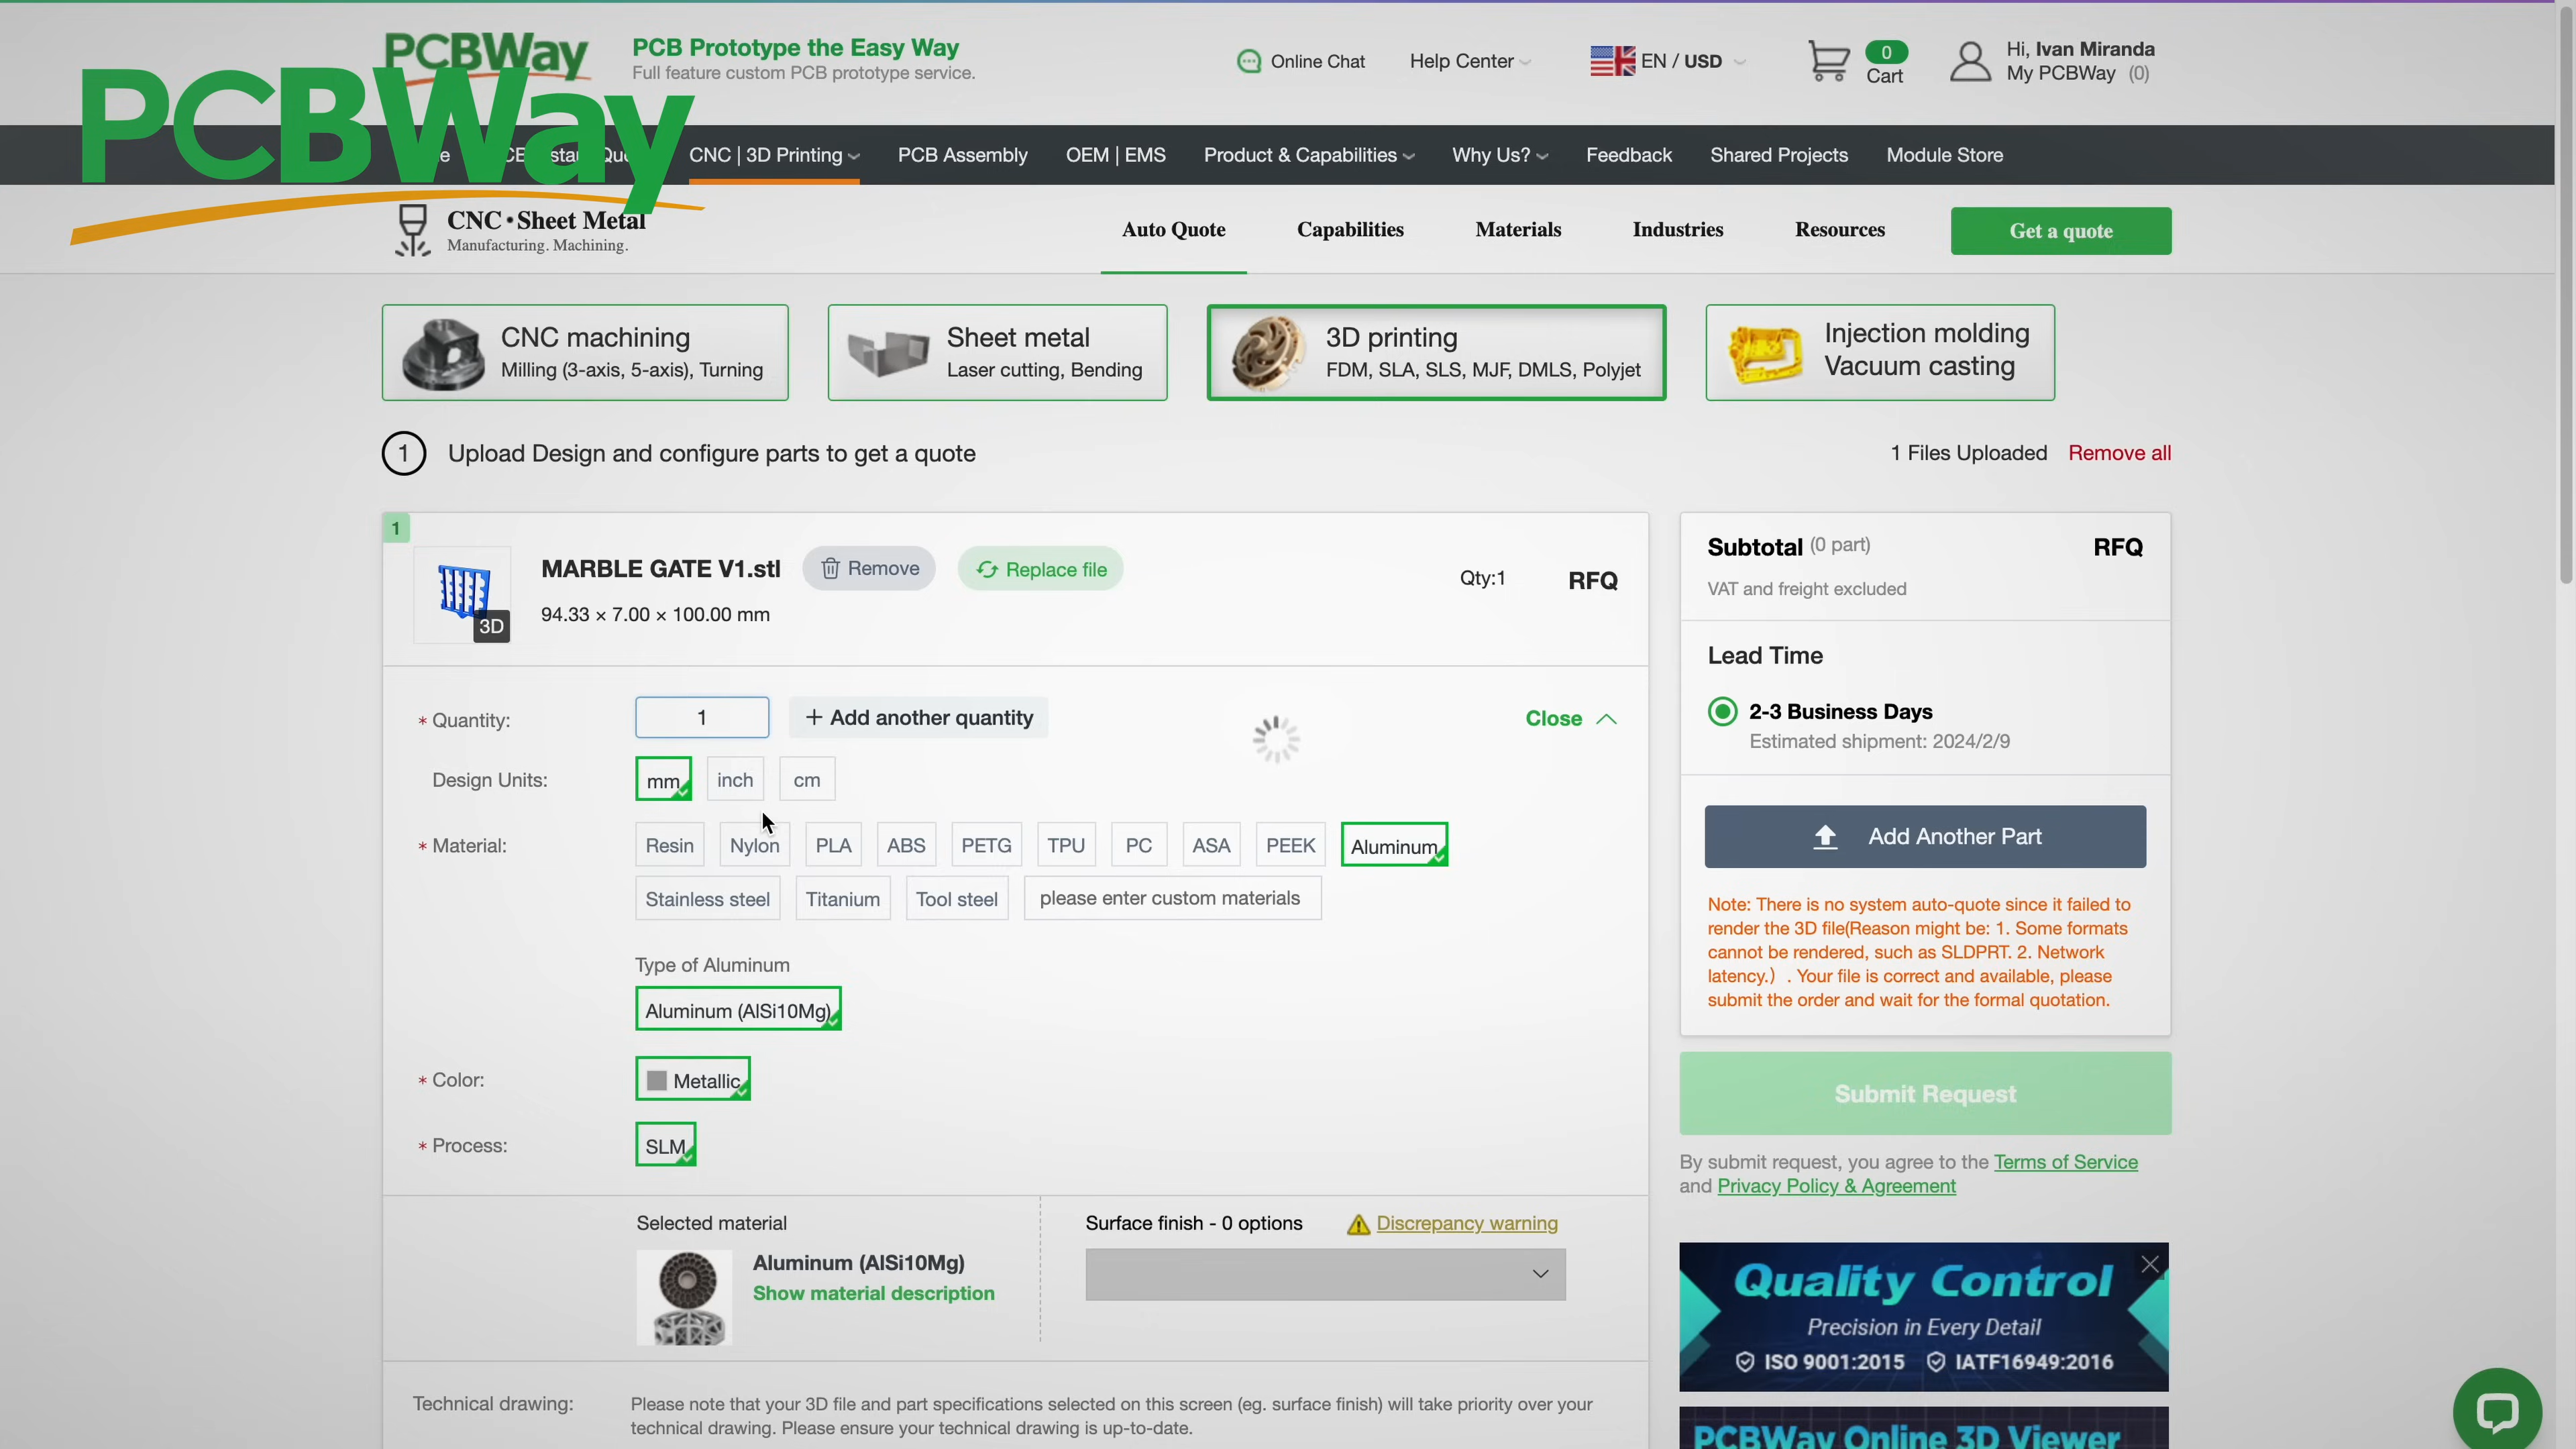 PCBWay
PCB Prototype the Easy Way
Full feature custom PCB prototype service.
Online Chat
Help Center
EN / USD
0
Cart
Hi, Ivan Miranda
My PCBWay (0)
PCBWay
CNC | 3D Printing
PCB Assembly
OEM | EMS
Product & Capabilities
Why Us?
Feedback
Shared Projects
Module Store
CNC • Sheet Metal
Manufacturing. Machining.
Auto Quote
Capabilities
Materials
Industries
Resources
Get a quote
CNC machining
Milling (3-axis, 5-axis), Turning
Sheet metal
Laser cutting, Bending
3D printing
FDM, SLA, SLS, MJF, DMLS, Polyjet
Injection molding
Vacuum casting
1 Upload Design and configure parts to get a quote
1 Files Uploaded Remove all
1
3D
MARBLE GATE V1.stl
Remove
Replace file
94.33 × 7.00 × 100.00 mm
Qty:1
RFQ
* Quantity:
1
+ Add another quantity
Close
Design Units:
mm
inch
cm
* Material:
Resin
Nylon
PLA
ABS
PETG
TPU
PC
ASA
PEEK
Aluminum
Stainless steel
Titanium
Tool steel
please enter custom materials
Type of Aluminum
Aluminum (AlSi10Mg)
* Color:
Metallic
* Process:
SLM
Selected material
Aluminum (AlSi10Mg)
Show material description
Surface finish - 0 options
Discrepancy warning
Technical drawing:
Please note that your 3D file and part specifications selected on this screen (eg. surface finish) will take priority over your
technical drawing. Please ensure your technical drawing is up-to-date.
Subtotal (0 part)
RFQ
VAT and freight excluded
Lead Time
2-3 Business Days
Estimated shipment: 2024/2/9
Add Another Part
Note: There is no system auto-quote since it failed to
render the 3D file(Reason might be: 1. Some formats
cannot be rendered, such as SLDPRT. 2. Network
latency.) . Your file is correct and available, please
submit the order and wait for the formal quotation.
Submit Request
By submit request, you agree to the Terms of Service
and Privacy Policy & Agreement
Quality Control
Precision in Every Detail
ISO 9001:2015
IATF16949:2016
PCBWay Online 3D Viewer